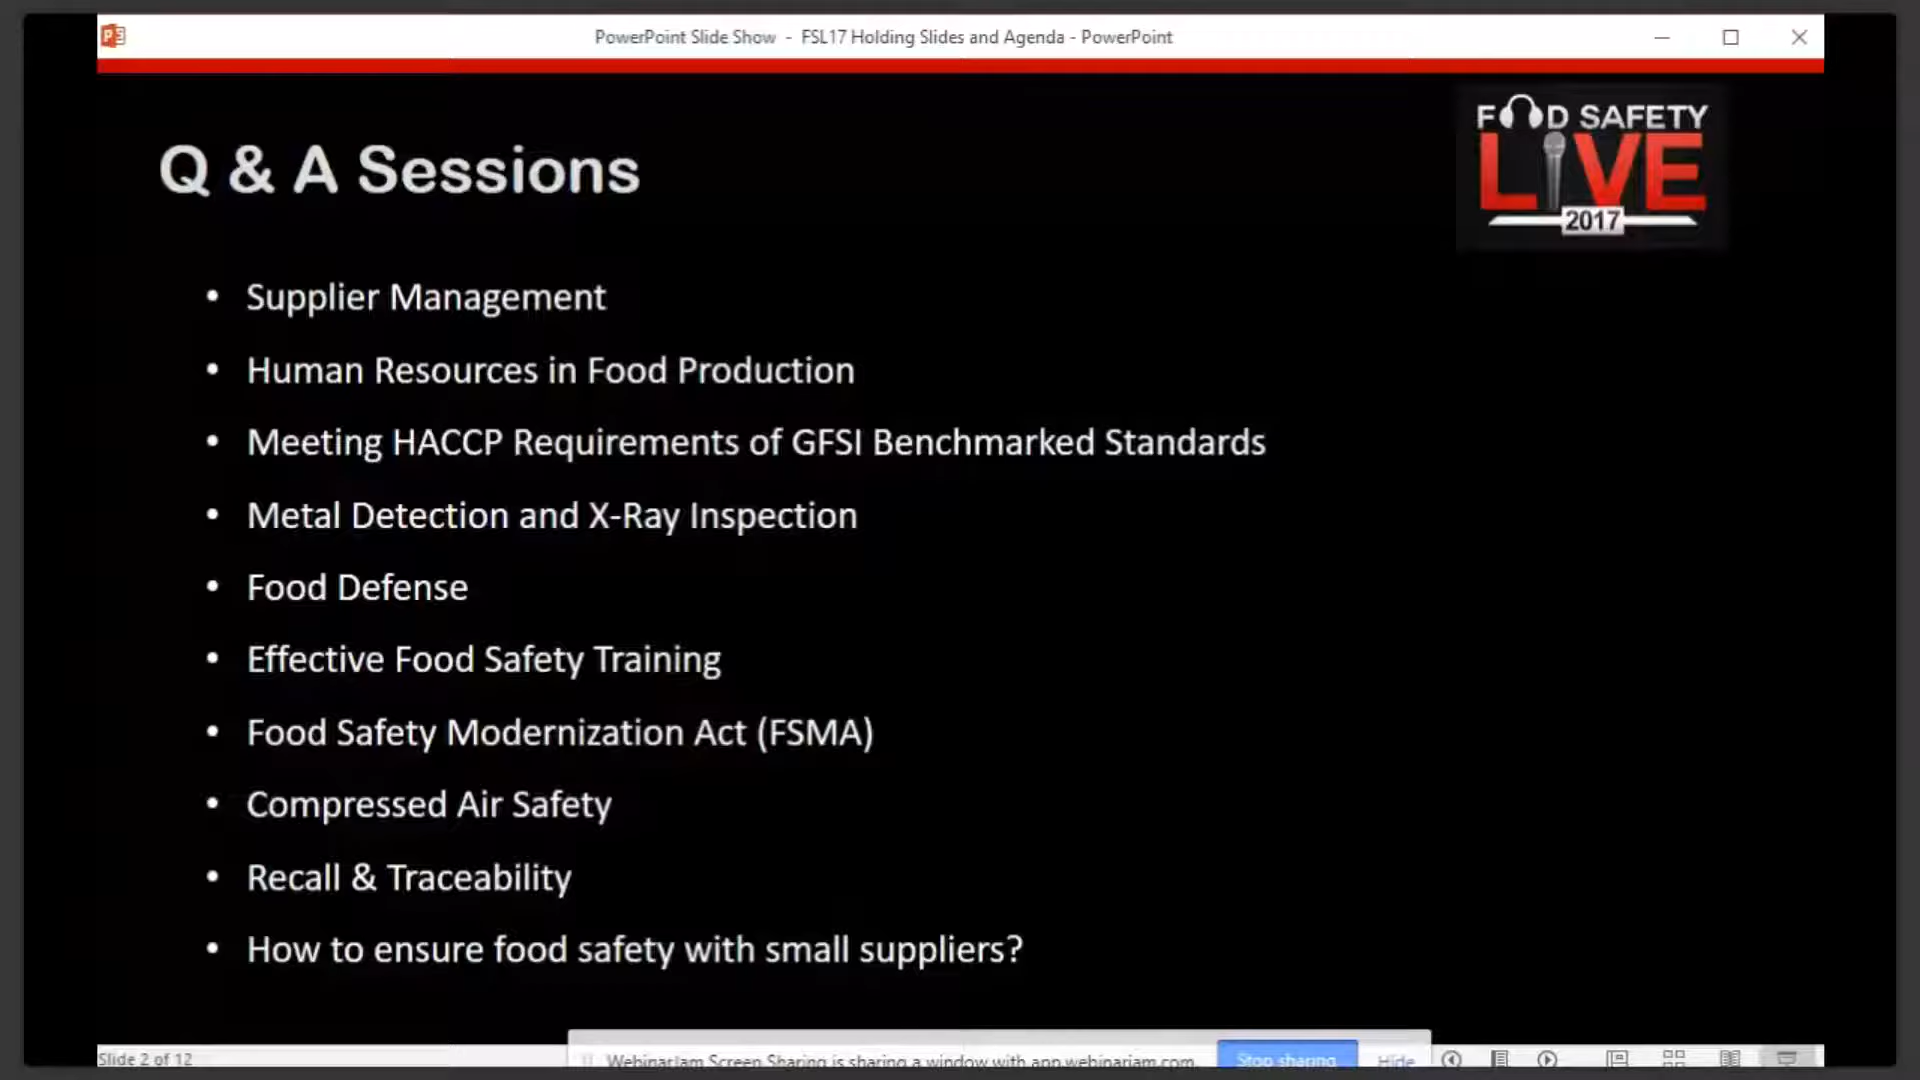 PowerPoint Slide Show - FSL17 Holding Slides and Agenda - PowerPoint
FOOD SAFETY
LIVE
2017
Q & A Sessions
• Supplier Management
• Human Resources in Food Production
• Meeting HACCP Requirements of GFSI Benchmarked Standards
• Metal Detection and X-Ray Inspection
• Food Defense
• Effective Food Safety Training
• Food Safety Modernization Act (FSMA)
• Compressed Air Safety
• Recall & Traceability
• How to ensure food safety with small suppliers?
Slide 2 of 12
WebinarJam Screen Sharing is sharing a window with app.webinarjam.com.
Stop sharing
Hide